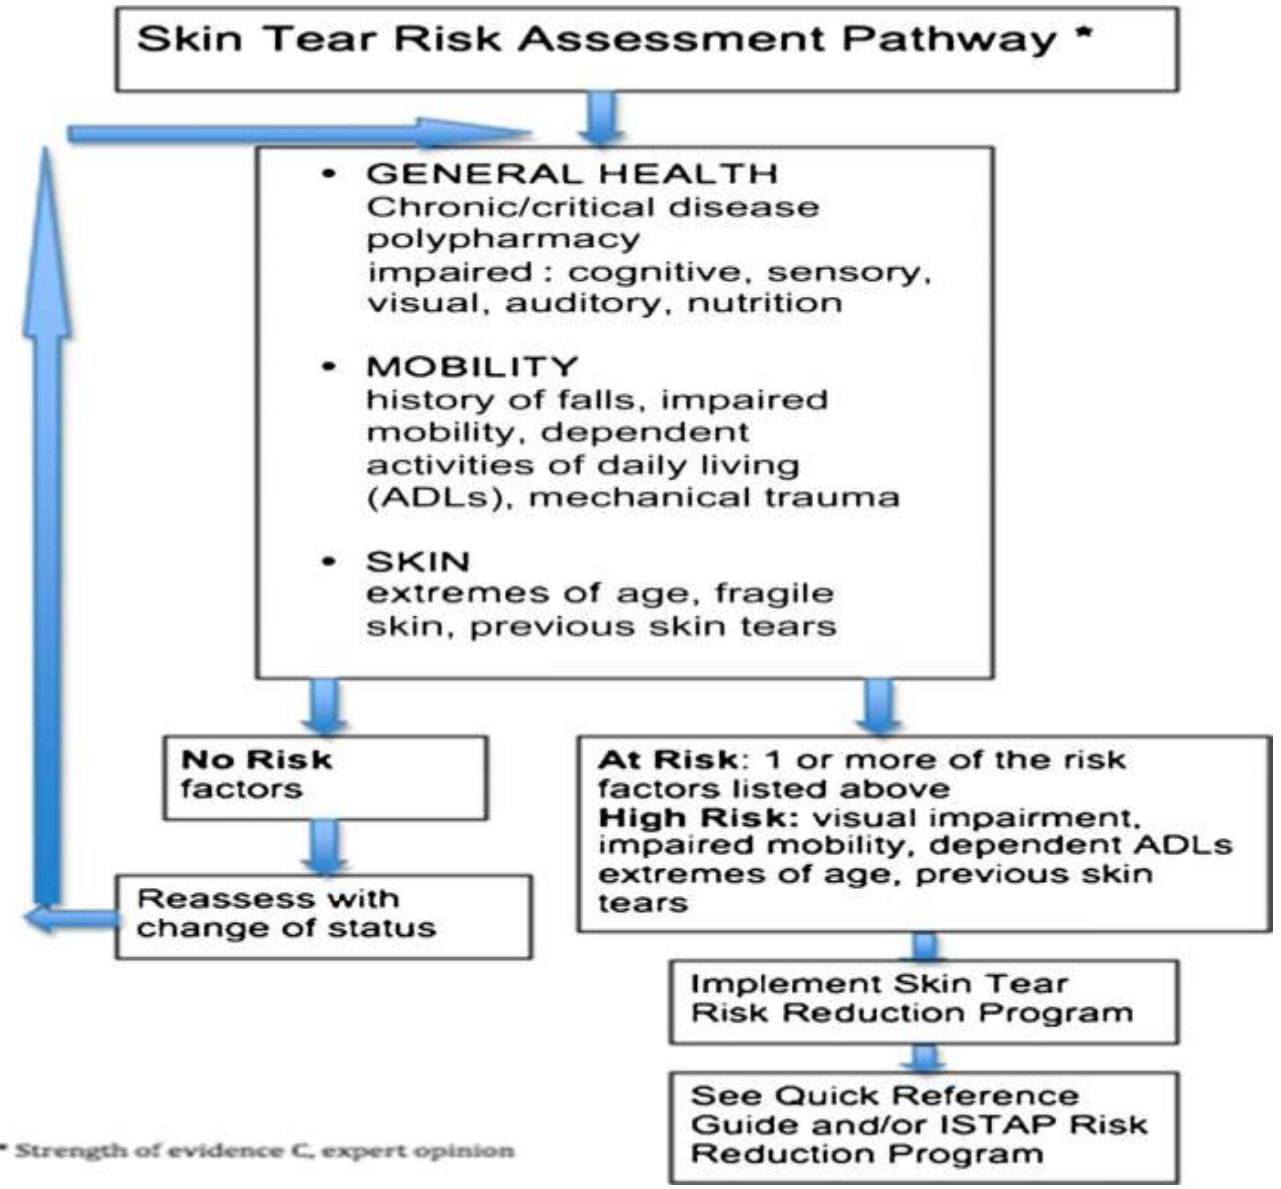 Skin Tear Risk Assessment Pathway *
• GENERAL HEALTH
Chronic/critical disease
polypharmacy
impaired : cognitive, sensory,
visual, auditory, nutrition
• MOBILITY
history of falls, impaired
mobility, dependent
activities of daily living
(ADLs), mechanical trauma
• SKIN
extremes of age, fragile
skin, previous skin tears
No Risk
factors
Reassess with
change of status
At Risk: 1 or more of the risk
factors listed above
High Risk: visual impairment,
impaired mobility, dependent ADLs
extremes of age, previous skin
tears
Implement Skin Tear
Risk Reduction Program
See Quick Reference
Guide and/or ISTAP Risk
Reduction Program
* Strength of evidence C, expert opinion